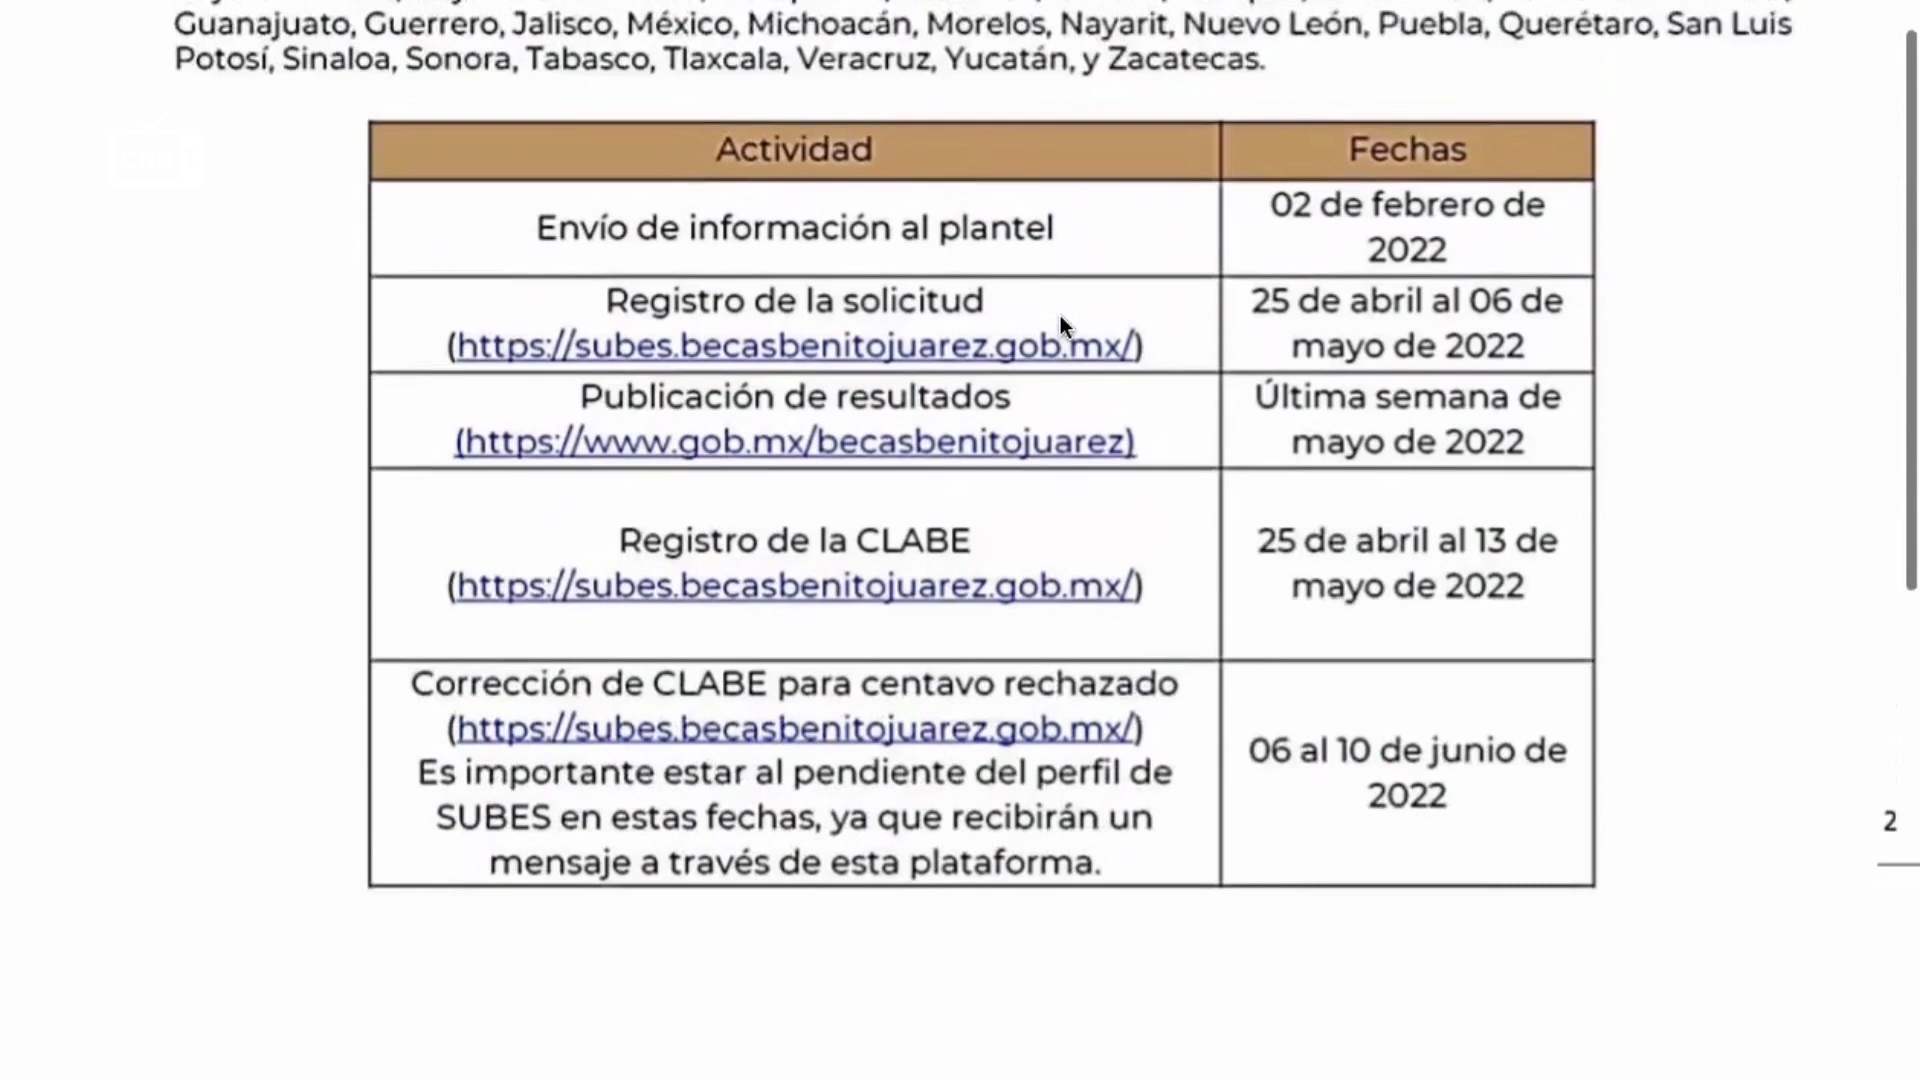 Guanajuato, Guerrero, Jalisco, México, Michoacán, Morelos, Nayarit, Nuevo León, Puebla, Querétaro, San Luis
Potosí, Sinaloa, Sonora, Tabasco, Tlaxcala, Veracruz, Yucatán, y Zacatecas.
Actividad
Fechas
Envío de información al plantel
02 de febrero de
2022
Registro de la solicitud
(https://subes.becasbenitojuarez.gob.mx/)
25 de abril al 06 de
mayo de 2022
Publicación de resultados
(https://www.gob.mx/becasbenitojuarez)
Última semana de
mayo de 2022
Registro de la CLABE
(https://subes.becasbenitojuarez.gob.mx/)
25 de abril al 13 de
mayo de 2022
Corrección de CLABE para centavo rechazado
(https://subes.becasbenitojuarez.gob.mx/)
Es importante estar al pendiente del perfil de
SUBES en estas fechas, ya que recibirán un
mensaje a través de esta plataforma.
06 al 10 de junio de
2022
2